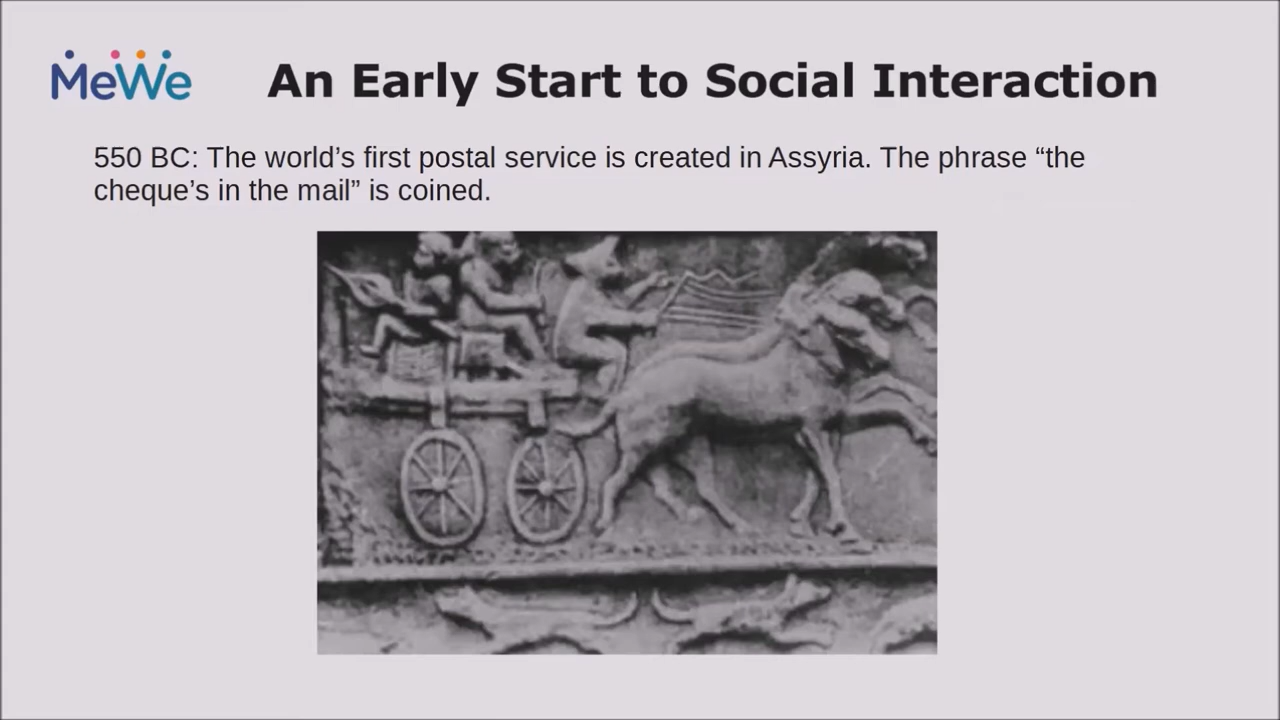 MeWe
An Early Start to Social Interaction
550 BC: The world’s first postal service is created in Assyria. The phrase “the
cheque’s in the mail” is coined.